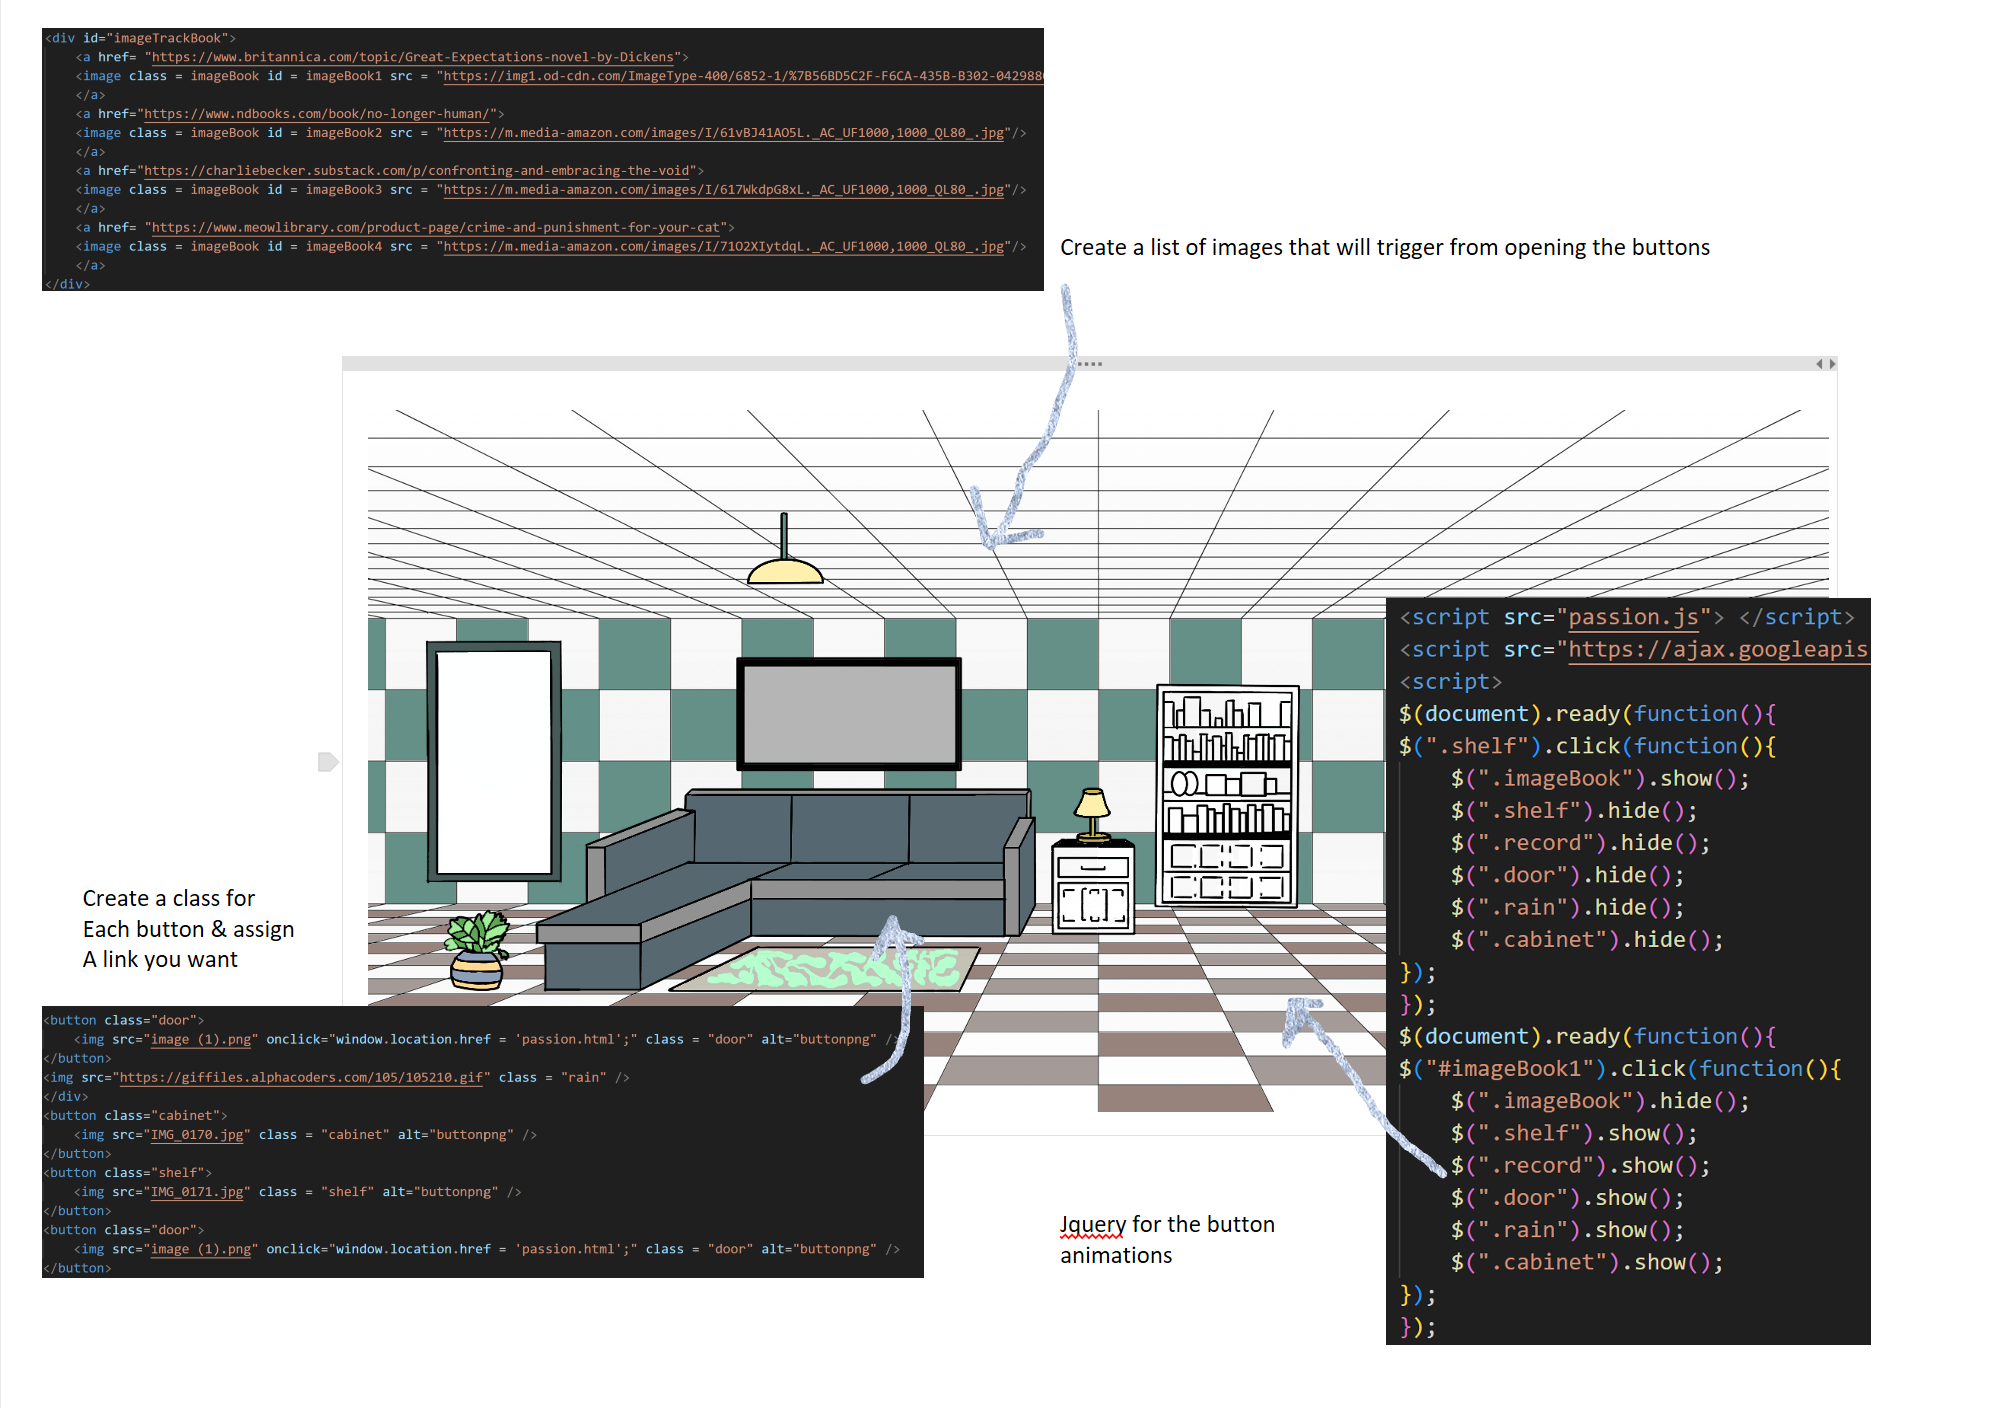 <div id="imageTrackBook">
<a href= "https://www.britannica.com/topic/Great-Expectations-novel-by-Dickens">
<image class = imageBook id = imageBook1 src = "https://img1.od-cdn.com/ImageType-400/6852-1/%7B56BD5C2F-F6CA-435B-B302-042988
</a>
<a href="https://www.ndbooks.com/book/no-longer-human/">
<image class = imageBook id = imageBook2 src = "https://m.media-amazon.com/images/I/61vBJ41AO5L._AC_UF1000,1000_QL80_.jpg"/>
</a>
<a href="https://charliebecker.substack.com/p/confronting-and-embracing-the-void">
<image class = imageBook id = imageBook3 src = "https://m.media-amazon.com/images/I/617WkdpG8xL._AC_UF1000,1000_QL80_.jpg"/>
</a>
<a href= "https://www.meowlibrary.com/product-page/crime-and-punishment-for-your-cat">
<image class = imageBook id = imageBook4 src = "https://m.media-amazon.com/images/I/71O2XIytdqL._AC_UF1000,1000_QL80_.jpg"/>
</a>
</div>
Create a list of images that will trigger from opening the buttons
Create a class for
Each button & assign
A link you want
<button class="door">
<img src="image (1).png" onclick="window.location.href = 'passion.html';" class = "door" alt="buttonpng" />
</button>
<img src="https://giffiles.alphacoders.com/105/105210.gif" class = "rain" />
</div>
<button class="cabinet">
<img src="IMG_0170.jpg" class = "cabinet" alt="buttonpng" />
</button>
<button class="shelf">
<img src="IMG_0171.jpg" class = "shelf" alt="buttonpng" />
</button>
<button class="door">
<img src="image (1).png" onclick="window.location.href = 'passion.html';" class = "door" alt="buttonpng" />
</button>
<script src="passion.js"> </script>
<script src="https://ajax.googleapis
<script>
$(document).ready(function(){
$(".shelf").click(function(){
$(".imageBook").show();
$(".shelf").hide();
$(".record").hide();
$(".door").hide();
$(".rain").hide();
$(".cabinet").hide();
});
});
$(document).ready(function(){
$("#imageBook1").click(function(){
$(".imageBook").hide();
$(".shelf").show();
$(".record").show();
$(".door").show();
$(".rain").show();
$(".cabinet").show();
});
});
Jquery for the button
animations